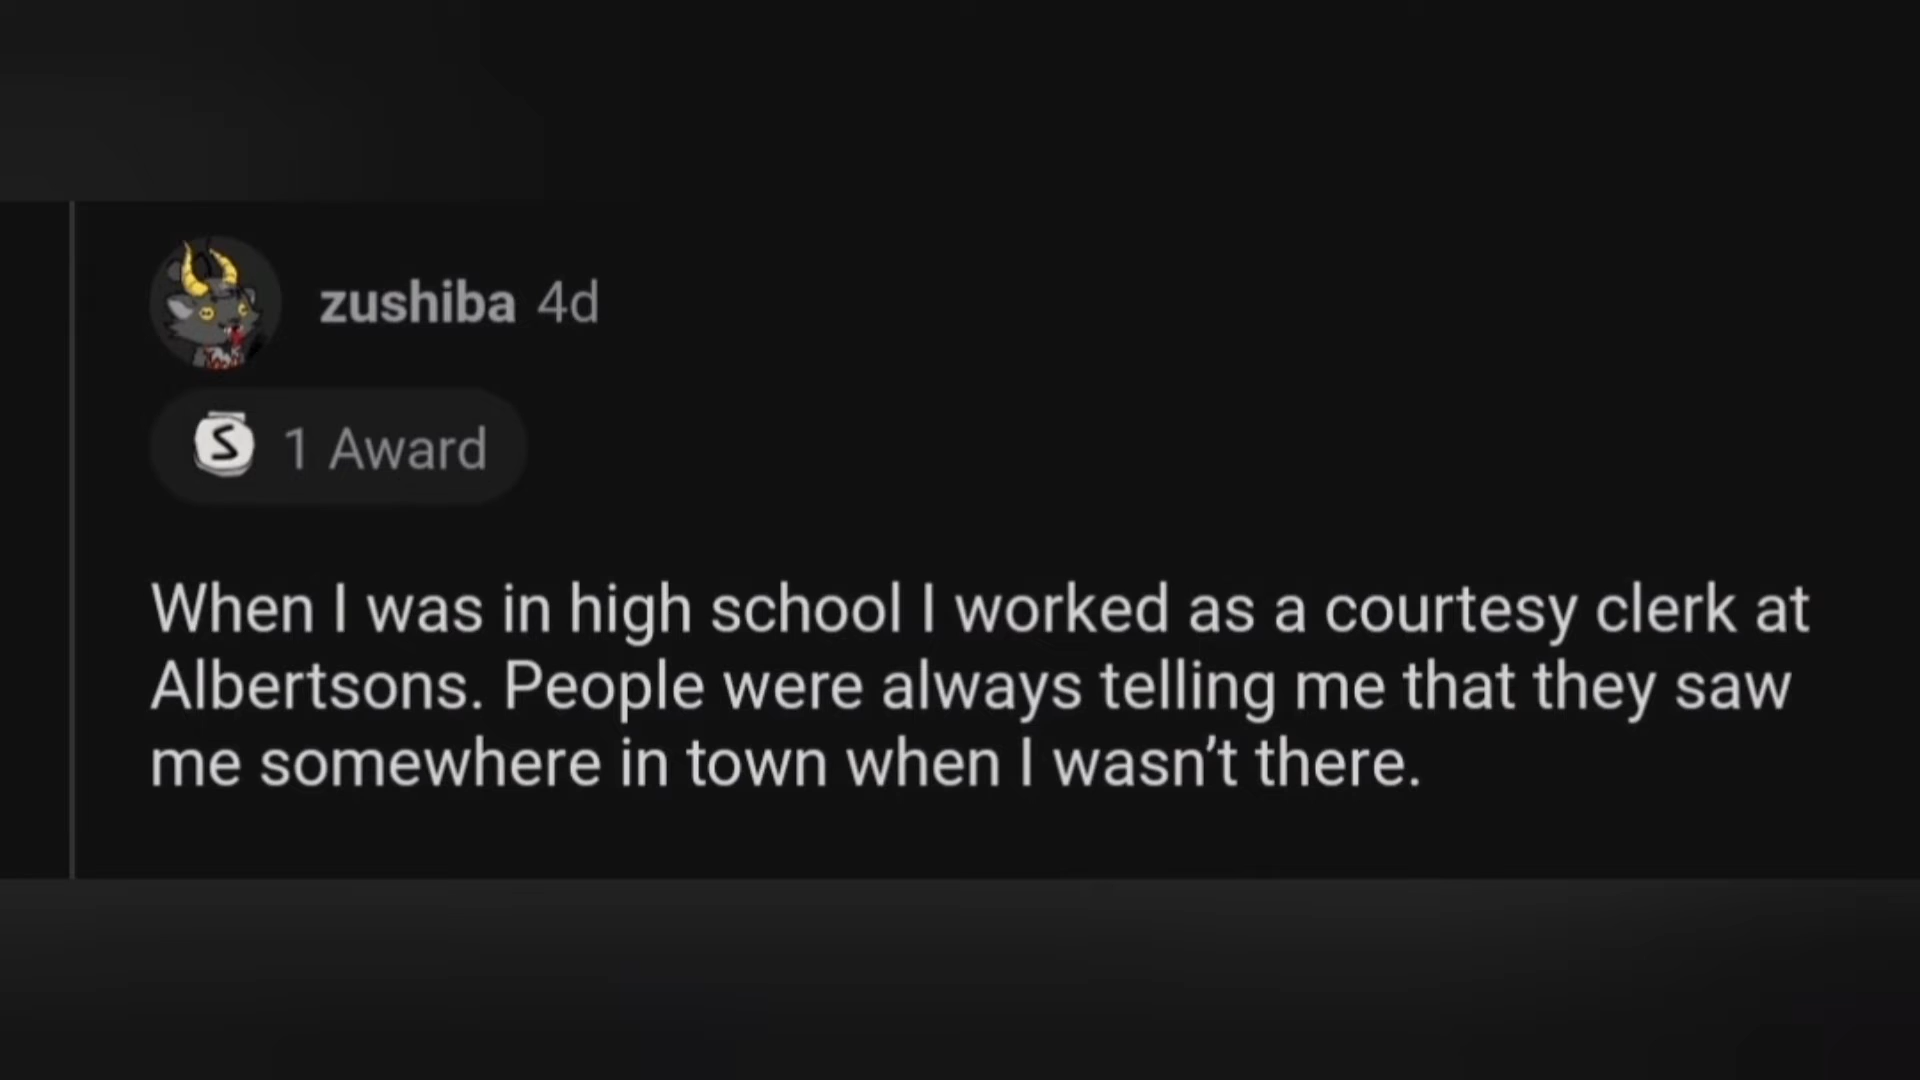 zushiba 4d
S 1 Award
When I was in high school I worked as a courtesy clerk at
Albertsons. People were always telling me that they saw
me somewhere in town when I wasn’t there.